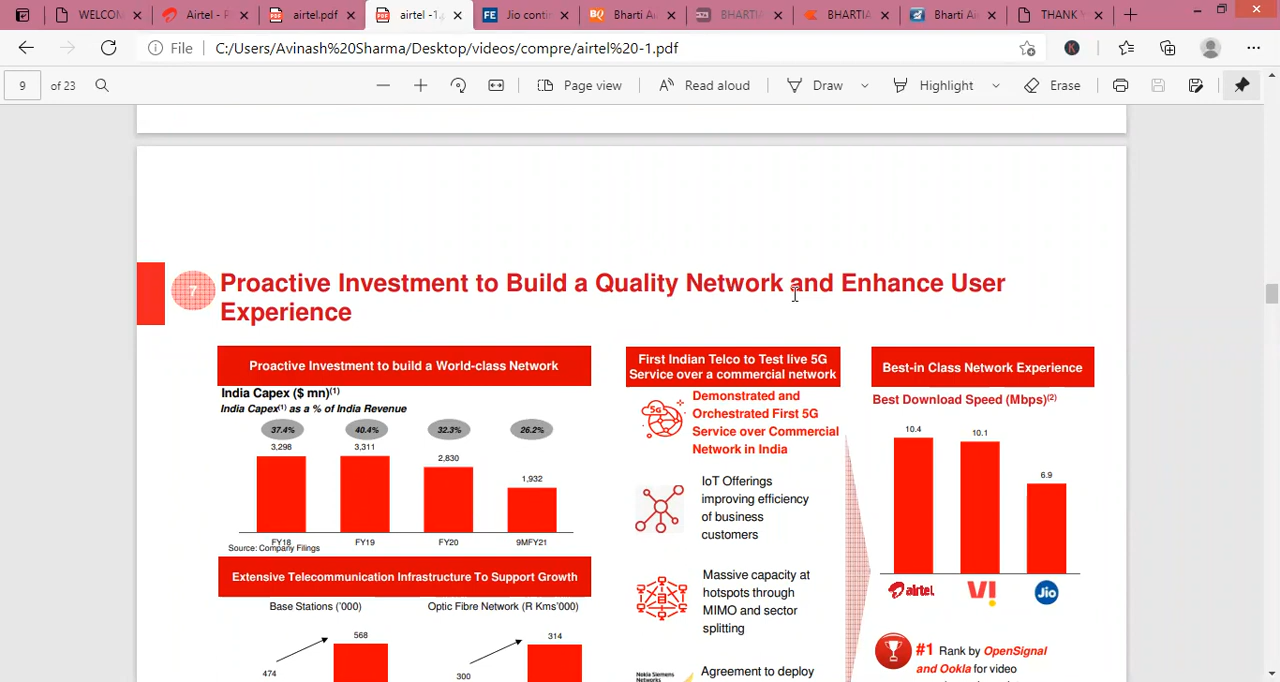 WELCOM
Airtel - P
airtel.pdf
airtel -1.
Jio conti
Bharti A
BHARTI
BHARTIA
Bharti Ai
THANK Y
File
C:/Users/Avinash%20Sharma/Desktop/videos/compre/airtel%20-1.pdf
9 of 23
Page view
Read aloud
Draw
Highlight
Erase
7
Proactive Investment to Build a Quality Network and Enhance User
Experience
Proactive Investment to build a World-class Network
India Capex ($ mn)(1)
India Capex(1) as a % of India Revenue
37.4% 40.4% 32.3% 26.2%
3,298 3,311 2,830 1,932
FY18 FY19 FY20 9MFY21
Source: Company Filings
Extensive Telecommunication Infrastructure To Support Growth
Base Stations ('000)
Optic Fibre Network (R Kms'000)
474 568
300 314
First Indian Telco to Test live 5G
Service over a commercial network
5G
Demonstrated and
Orchestrated First 5G
Service over Commercial
Network in India
IoT Offerings
improving efficiency
of business
customers
Massive capacity at
hotspots through
MIMO and sector
splitting
Nokia Siemens
Networks
Agreement to deploy
Best-in Class Network Experience
Best Download Speed (Mbps)(2)
10.4 10.1 6.9
airtel VI Jio
#1 Rank by OpenSignal
and Ookla for video